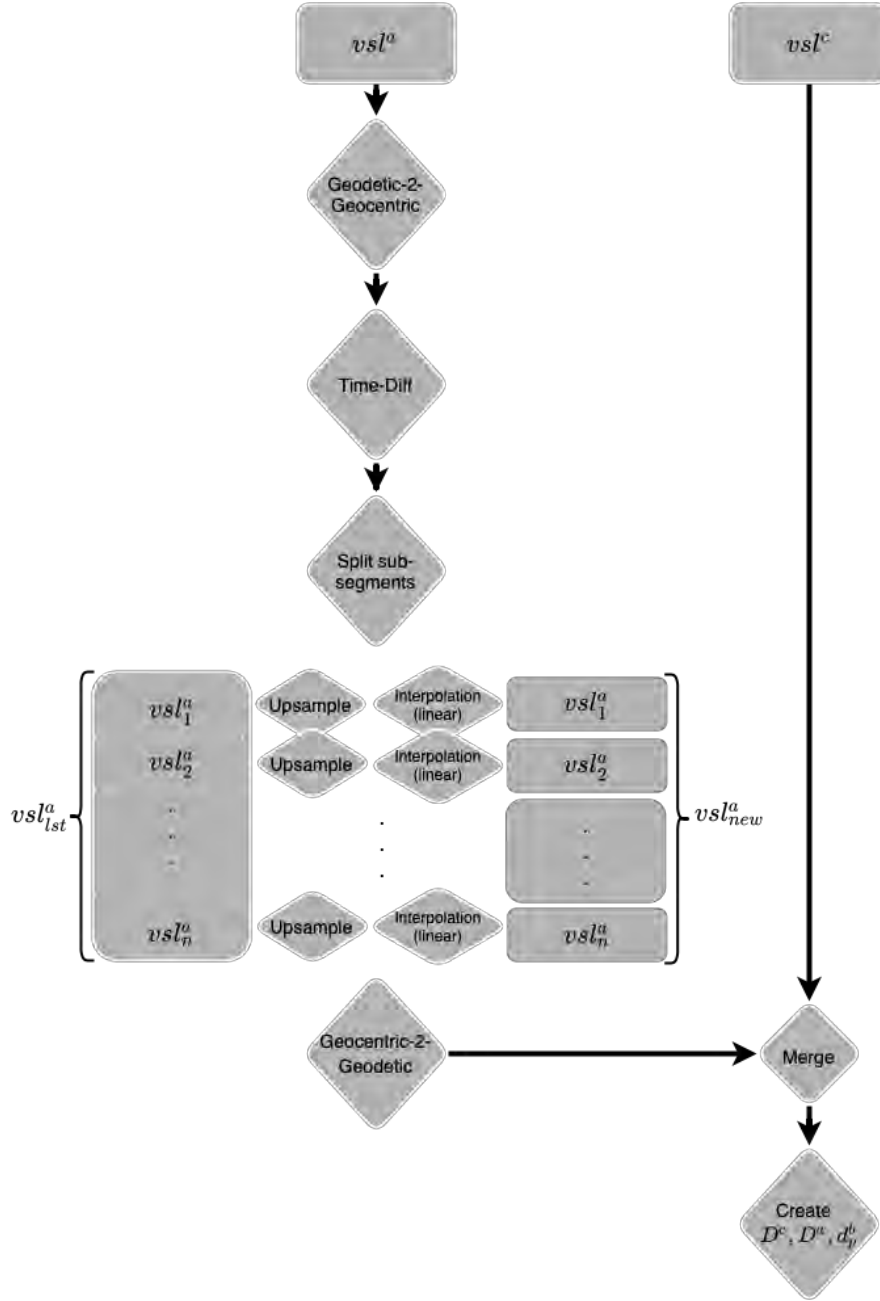 vsl^a
vsl^c
Geodetic-2-
Geocentric
Time-Diff
Split sub-
segments
vsl^a_lst
vsl^a_1
Upsample
Interpolation
(linear)
vsl^a_1
vsl^a_2
Upsample
Interpolation
(linear)
vsl^a_2
.
.
.
.
.
.
.
.
.
vsl^a_new
vsl^a_n
Upsample
Interpolation
(linear)
vsl^a_n
Geocentric-2-
Geodetic
Merge
Create
D^c, D^a, d^b_p